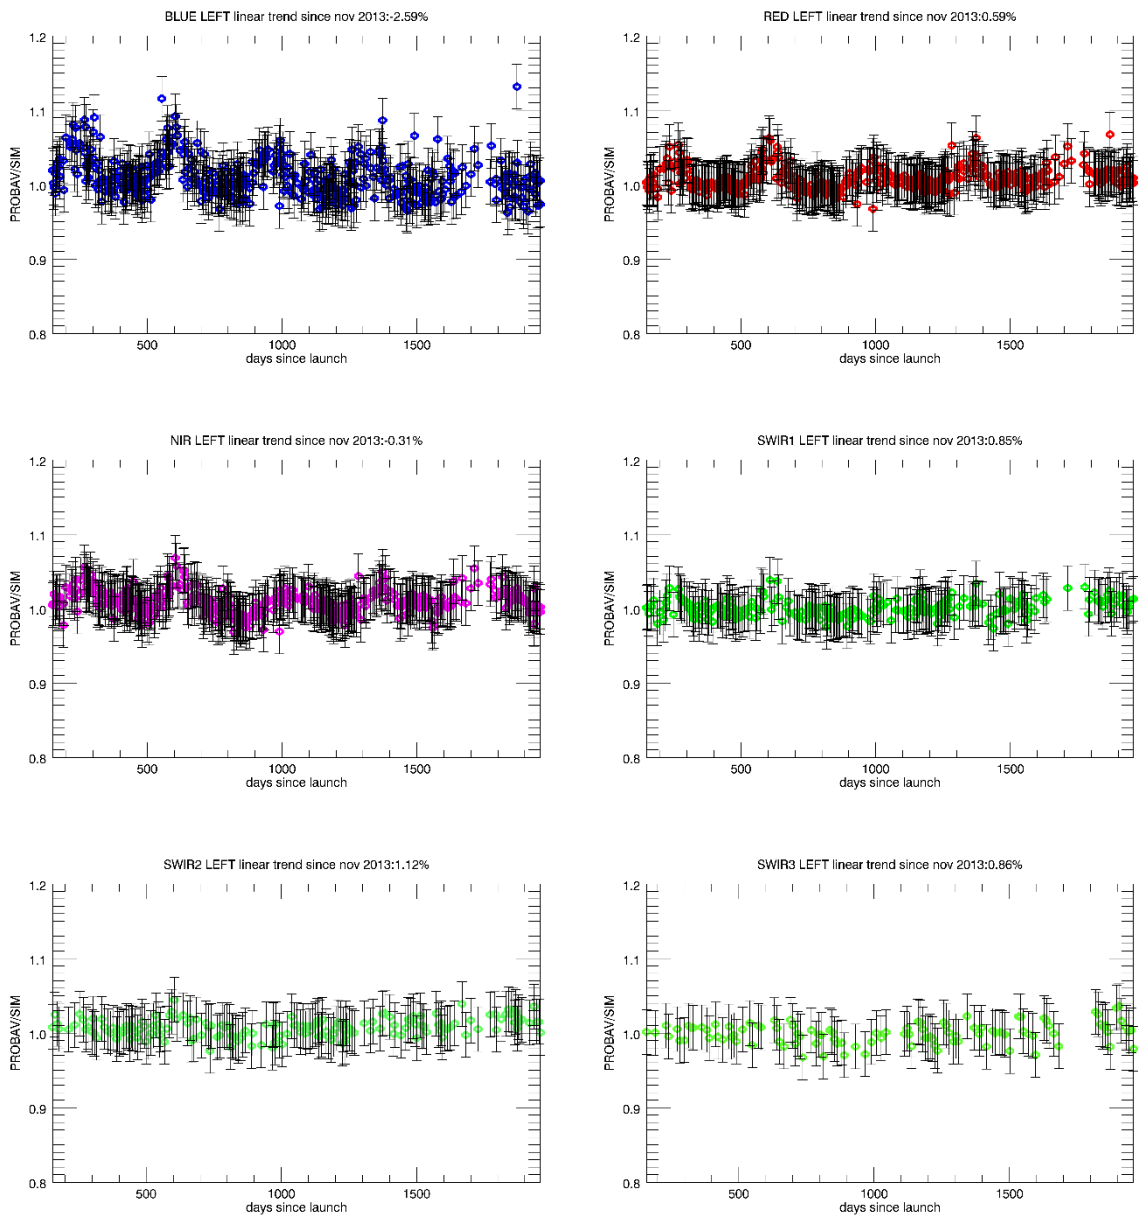 BLUE LEFT linear trend since nov 2013:-2.59%
1.2
1.1
1.0
0.9
0.8
PROBAV/SIM
500 1000 1500
days since launch
RED LEFT linear trend since nov 2013:0.59%
1.2
1.1
1.0
0.9
0.8
PROBAV/SIM
500 1000 1500
days since launch
NIR LEFT linear trend since nov 2013:-0.31%
1.2
1.1
1.0
0.9
0.8
PROBAV/SIM
500 1000 1500
days since launch
SWIR1 LEFT linear trend since nov 2013:0.85%
1.2
1.1
1.0
0.9
0.8
PROBAV/SIM
500 1000 1500
days since launch
SWIR2 LEFT linear trend since nov 2013:1.12%
1.2
1.1
1.0
0.9
0.8
PROBAV/SIM
500 1000 1500
days since launch
SWIR3 LEFT linear trend since nov 2013:0.86%
1.2
1.1
1.0
0.9
0.8
PROBAV/SIM
500 1000 1500
days since launch